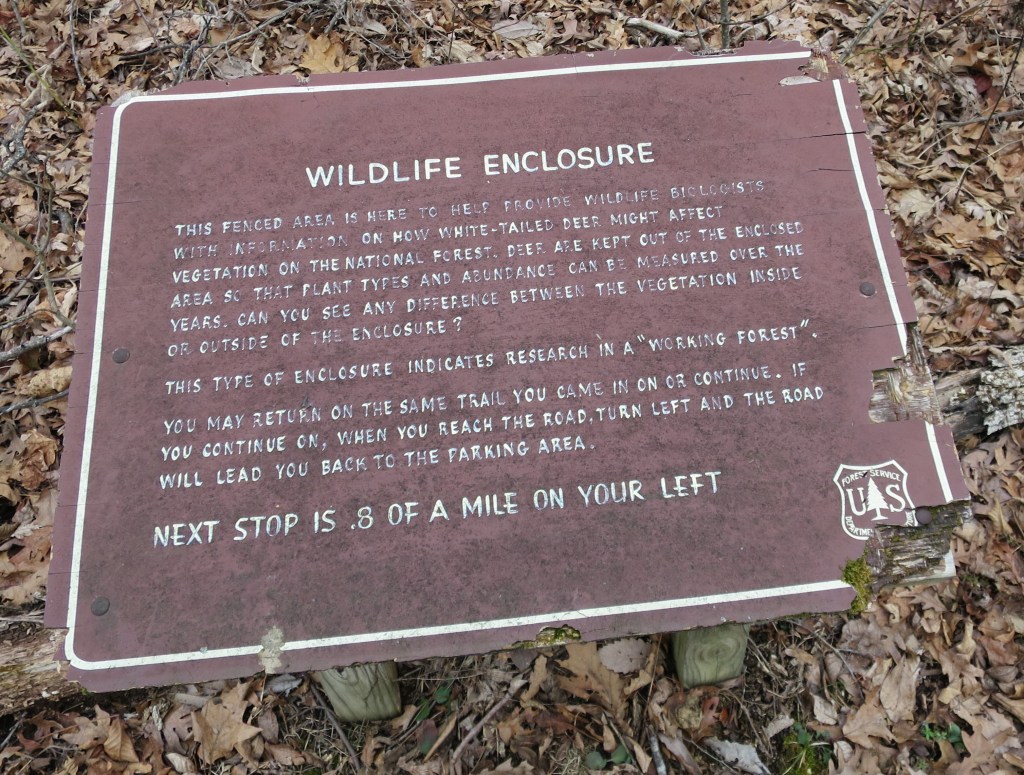 WILDLIFE ENCLOSURE
THIS FENCED AREA IS HERE TO HELP PROVIDE WILDLIFE BIOLOGISTS
WITH INFORMATION ON HOW WHITE-TAILED DEER MIGHT AFFECT
VEGETATION ON THE NATIONAL FOREST. DEER ARE KEPT OUT OF THE ENCLOSED
AREA SO THAT PLANT TYPES AND ABUNDANCE CAN BE MEASURED OVER THE
YEARS. CAN YOU SEE ANY DIFFERENCE BETWEEN THE VEGETATION INSIDE
OR OUTSIDE OF THE ENCLOSURE?
THIS TYPE OF ENCLOSURE INDICATES RESEARCH IN A "WORKING FOREST".
YOU MAY RETURN ON THE SAME TRAIL YOU CAME IN ON OR CONTINUE. IF
YOU CONTINUE ON, WHEN YOU REACH THE ROAD, TURN LEFT AND THE ROAD
WILL LEAD YOU BACK TO THE PARKING AREA.
NEXT STOP IS .8 OF A MILE ON YOUR LEFT
FOREST SERVICE
US